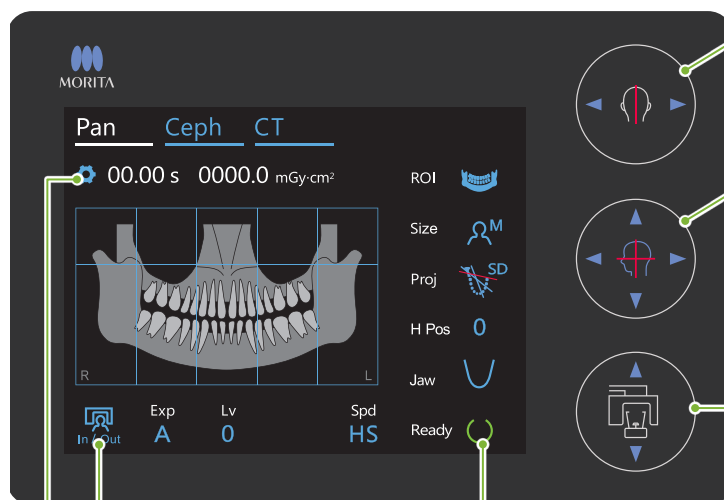 MORITA
Pan Ceph CT
00.00 s 0000.0 mGy·cm²
ROI
Size M
Proj SD
H Pos 0
Jaw
R L
In / Out
Exp Lv Spd
A 0 HS
Ready